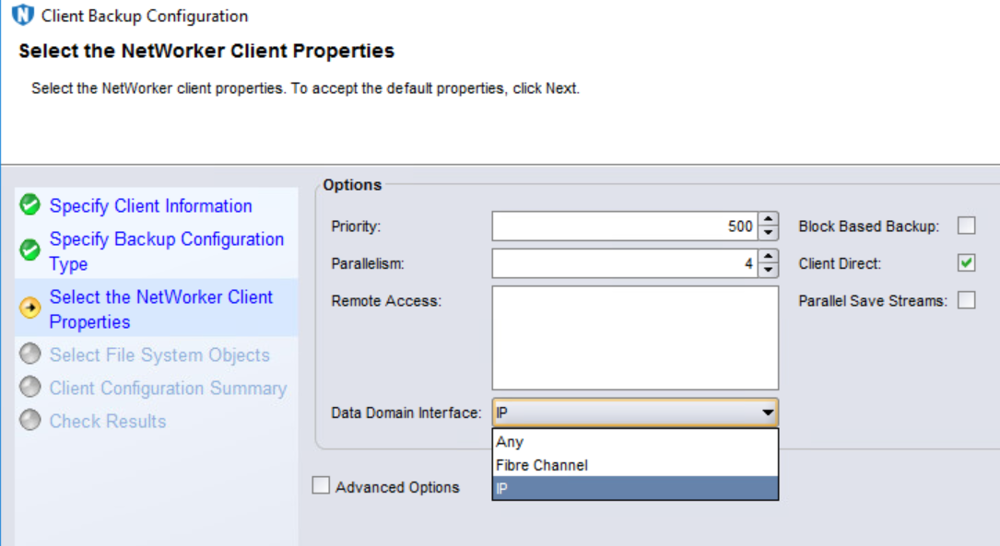 Client Backup Configuration
Select the NetWorker Client Properties
Select the NetWorker client properties. To accept the default properties, click Next.
Specify Client Information
Specify Backup Configuration
Type
Select the NetWorker Client
Properties
Select File System Objects
Client Configuration Summary
Check Results
Options
Priority: 500 Block Based Backup:
Parallelism: 4 Client Direct:
Remote Access: Parallel Save Streams:
Data Domain Interface: IP
Any
Fibre Channel
IP
Advanced Options